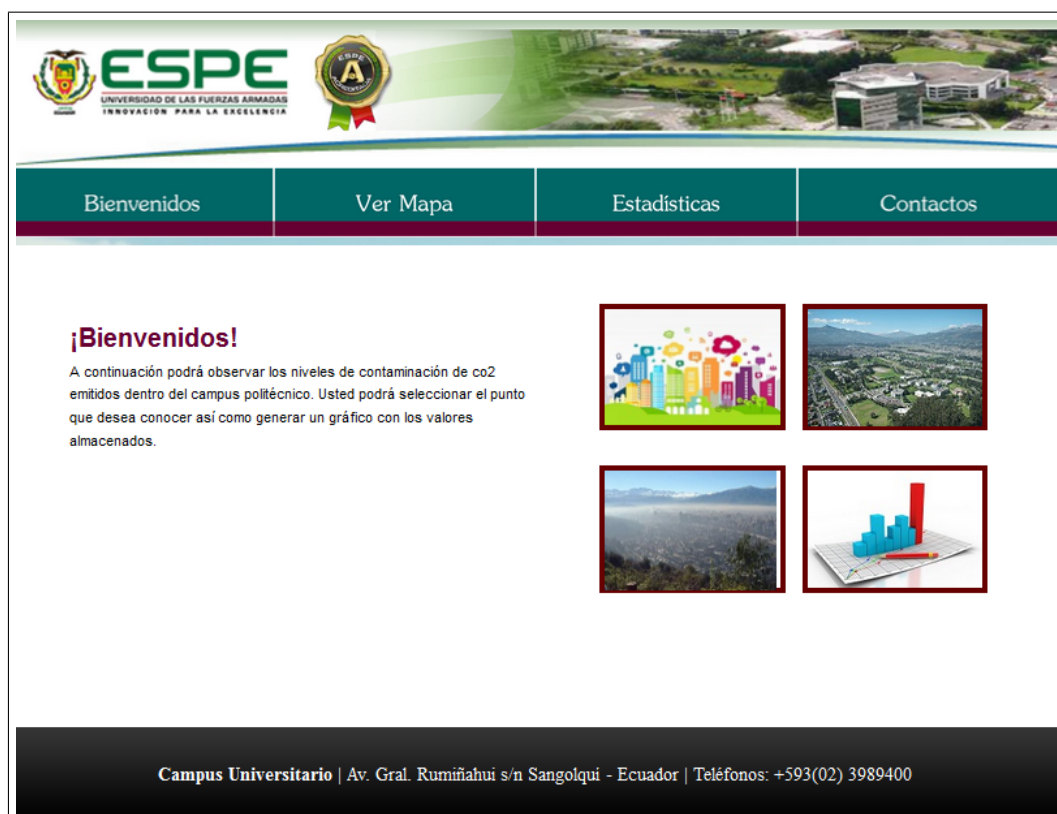 ESPE
UNIVERSIDAD DE LAS FUERZAS ARMADAS
INNOVACIÓN PARA LA EXCELENCIA
ESPE
A
Bienvenidos
Ver Mapa
Estadísticas
Contactos
¡Bienvenidos!
A continuación podrá observar los niveles de contaminación de co2
emitidos dentro del campus politécnico. Usted podrá seleccionar el punto
que desea conocer así como generar un gráfico con los valores
almacenados.
Campus Universitario | Av. Gral. Rumiñahui s/n Sangolquí - Ecuador | Teléfonos: +593(02) 3989400